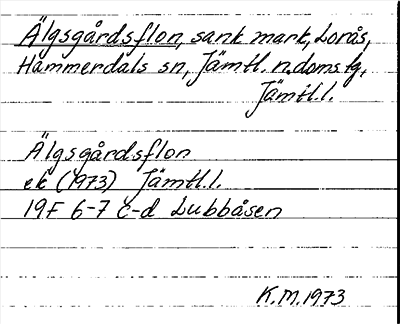 Älgsgårdsflon, sank mark, Lorås,
Hammerdals sn, Jämtl. n. doms.tg,
Jämtl.l.
Älgsgårdsflon
ek (1973) Jämtl.l.
19F 6-7 c-d Lubbåsen
K.M. 1973